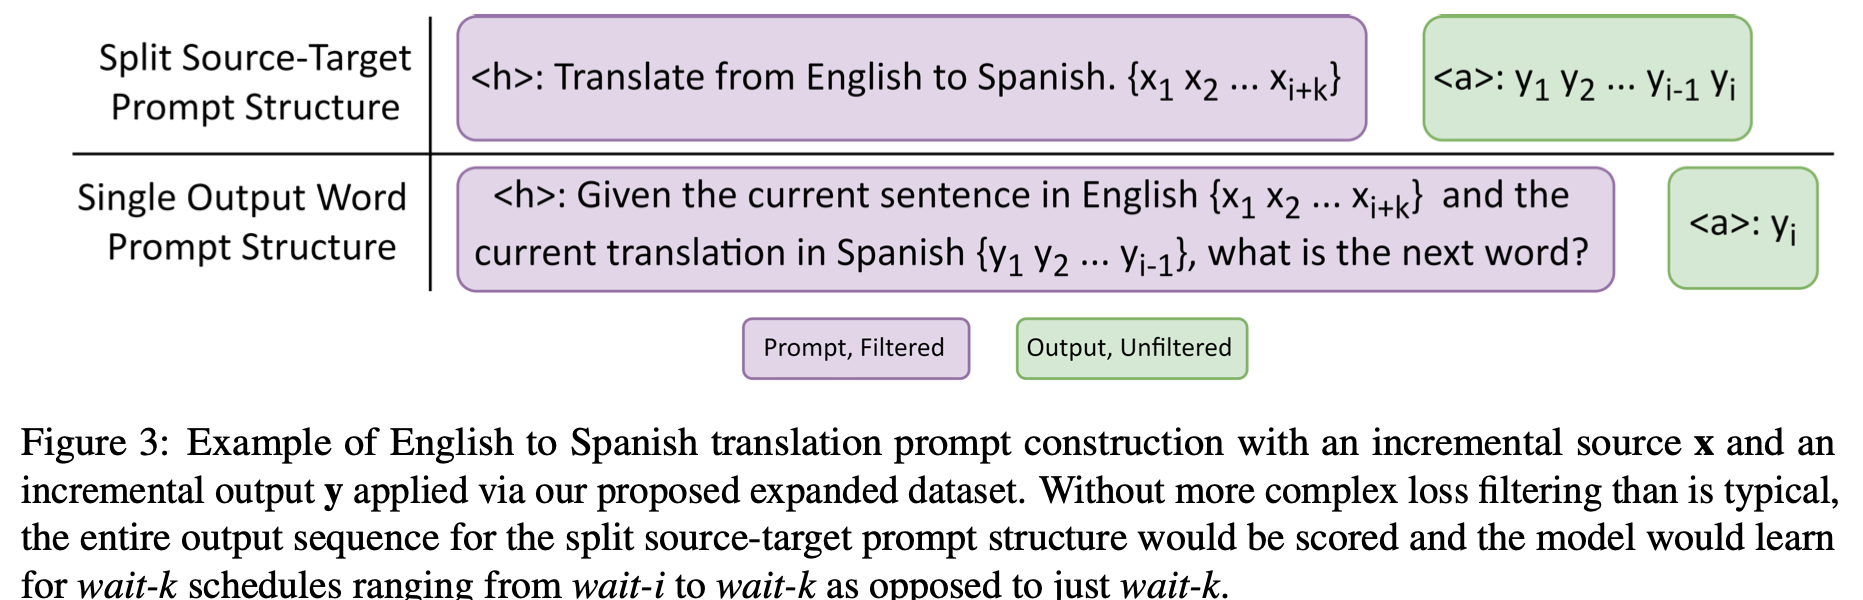 Split Source-Target
Prompt Structure
<h>: Translate from English to Spanish. {x₁ x₂ ... xᵢ₊ₖ}
<a>: y₁ y₂ ... yᵢ₋₁ yᵢ
Single Output Word
Prompt Structure
<h>: Given the current sentence in English {x₁ x₂ ... xᵢ₊ₖ} and the
current translation in Spanish {y₁ y₂ ... yᵢ₋₁}, what is the next word?
<a>: yᵢ
Prompt, Filtered
Output, Unfiltered
Figure 3: Example of English to Spanish translation prompt construction with an incremental source x and an
incremental output y applied via our proposed expanded dataset. Without more complex loss filtering than is typical,
the entire output sequence for the split source-target prompt structure would be scored and the model would learn
for wait-k schedules ranging from wait-i to wait-k as opposed to just wait-k.